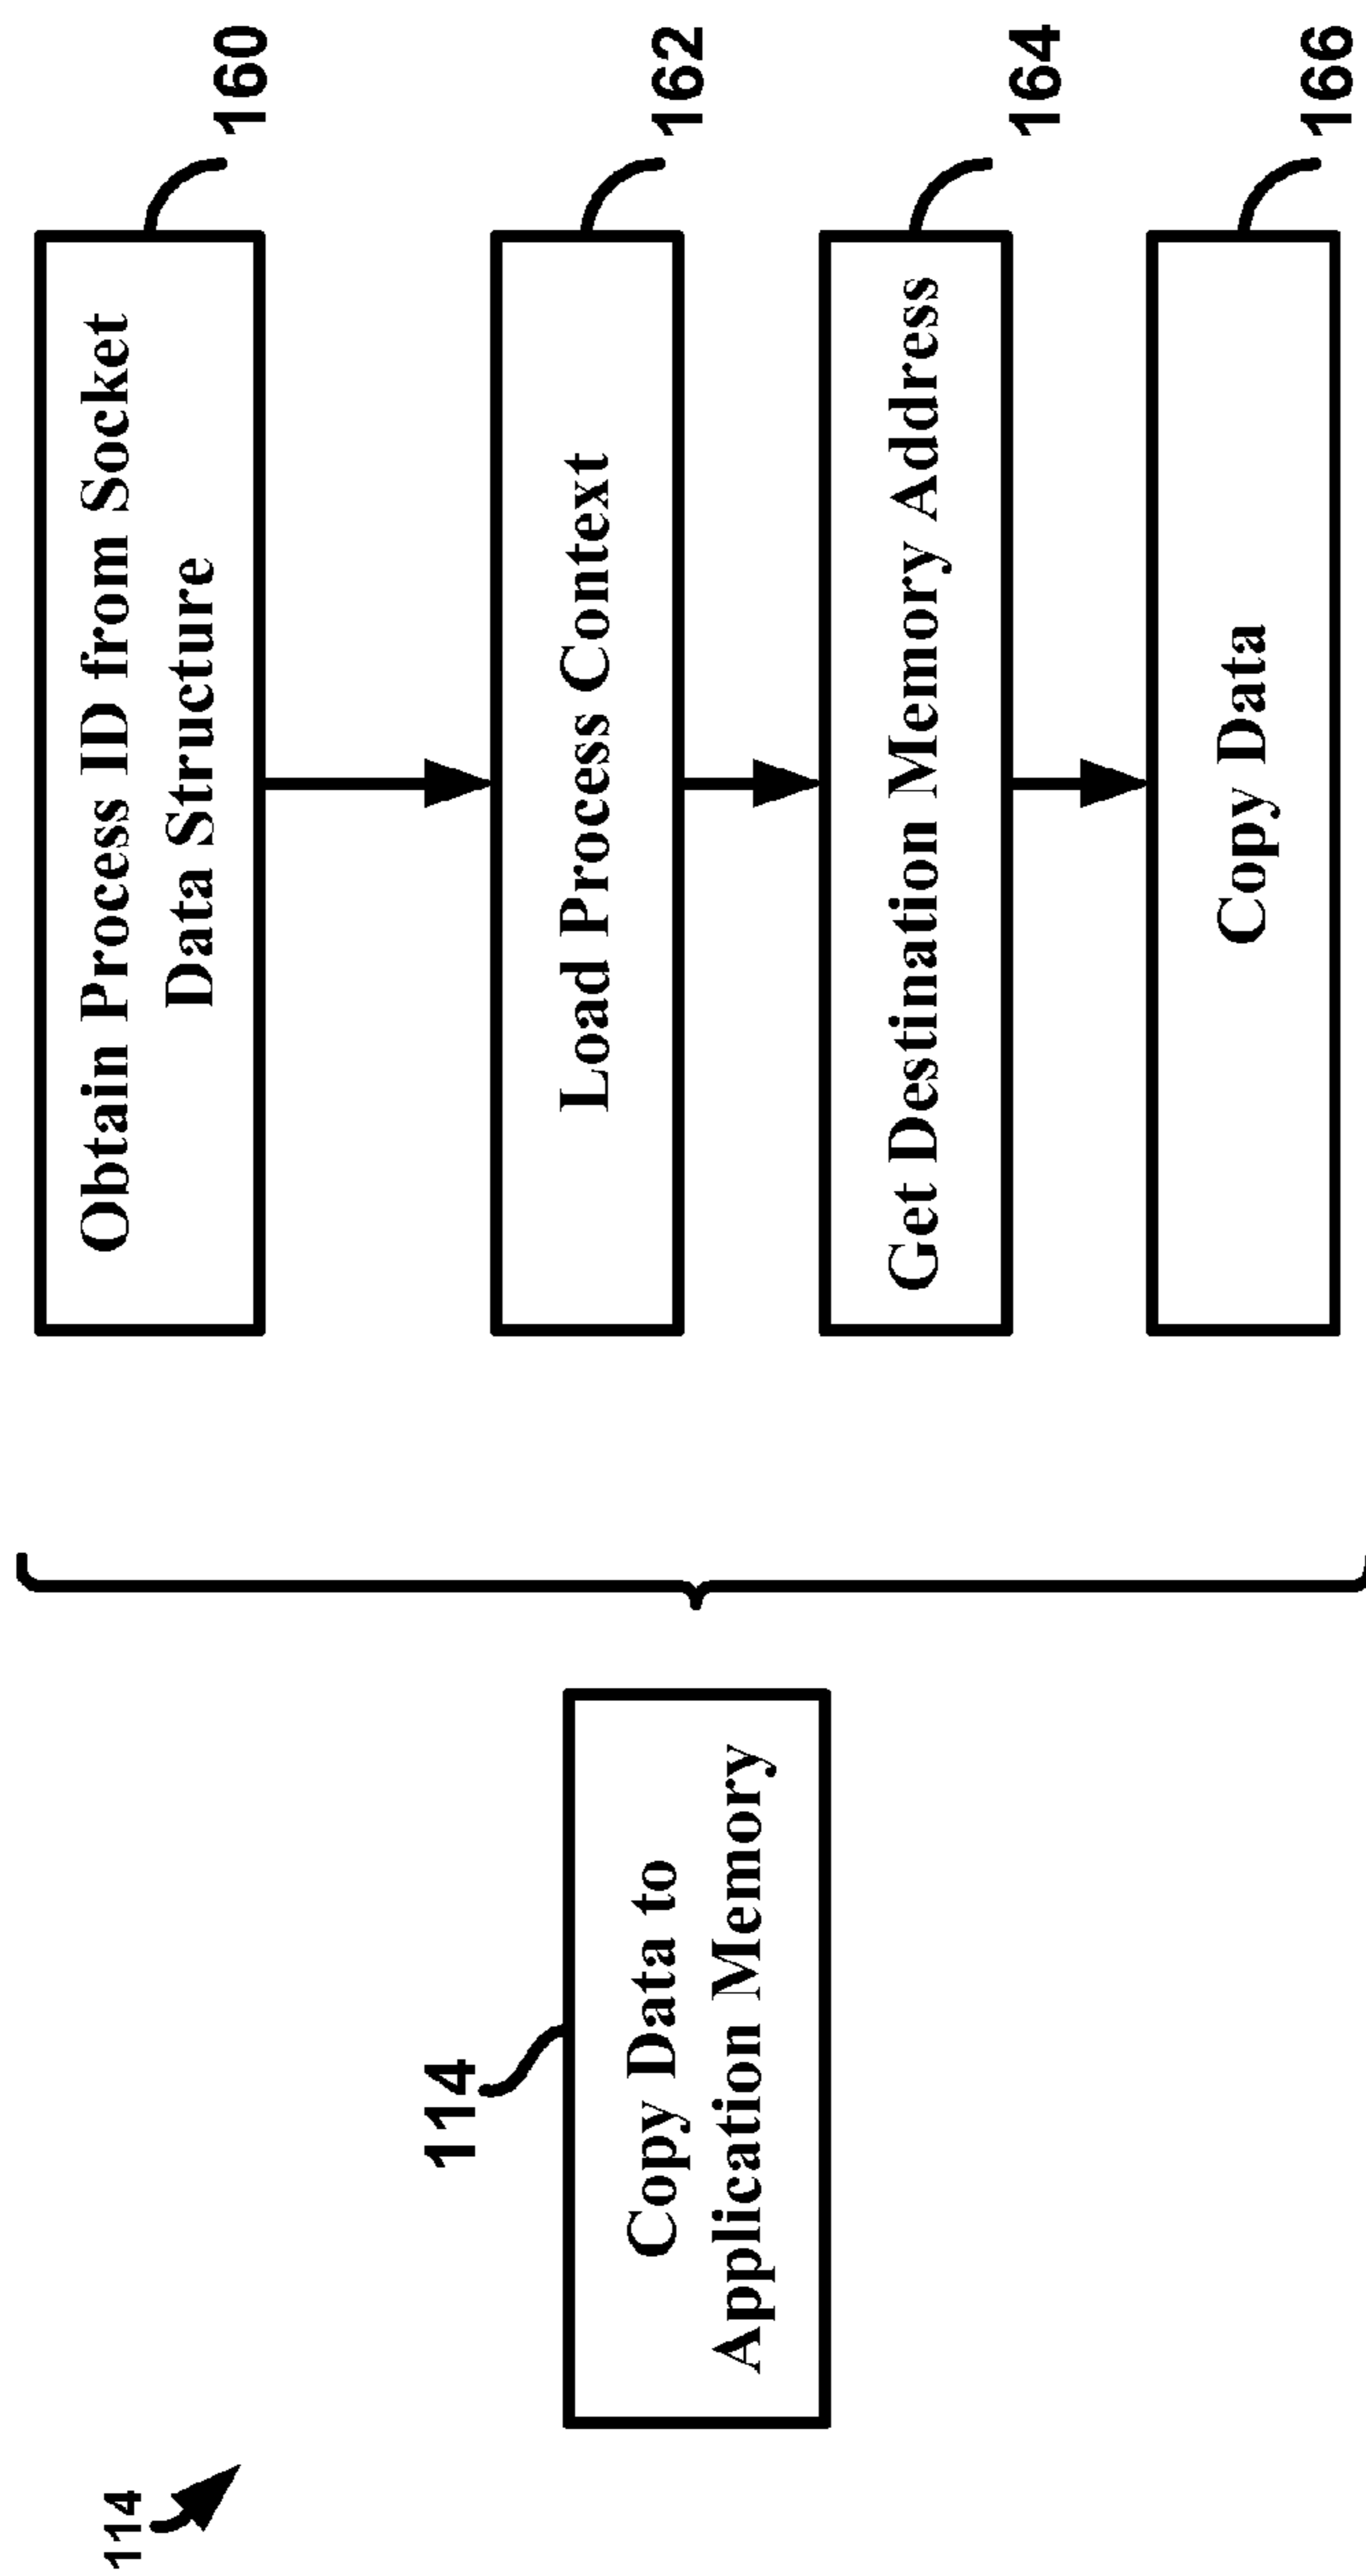 114
114
Copy Data to
Application Memory
Obtain Process ID from Socket
Data Structure
160
Load Process Context
162
Get Destination Memory Address
164
Copy Data
166